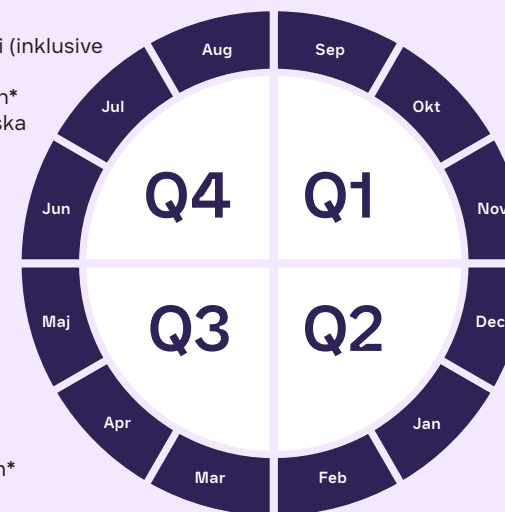 i (inklusive
n*
ska
Aug
Sep
Jul
Okt
Jun
Nov
Q4
Q1
Maj
Dec
Q3
Q2
Apr
Jan
Mar
Feb
n*